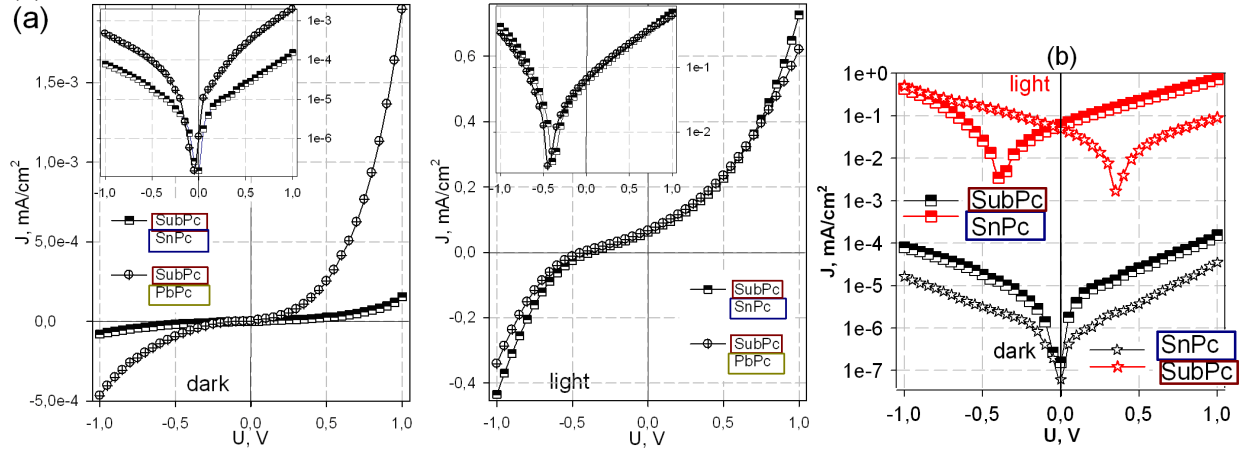 (a)
J, mA/cm²
1,5e-3
1,0e-3
5,0e-4
0,0
-5,0e-4
-1,0
-0,5
0,0
0,5
1,0
U, V
1e-3
1e-4
1e-5
1e-6
-1,0
-0,5
0
0,5
1,0
SubPc
SnPc
SubPc
PbPc
dark
J, mA/cm²
0,6
0,4
0,2
0,0
-0,2
-0,4
-1,0
-0,5
0,0
0,5
1,0
U, V
1e-1
1e-2
-1,0
-0,5
0,0
0,5
1,0
SubPc
SnPc
SubPc
PbPc
light
(b)
J, mA/cm²
1e+0
1e-1
1e-2
1e-3
1e-4
1e-5
1e-6
1e-7
light
SubPc
SnPc
dark
SnPc
SubPc
-1,0
-0,5
0,0
0,5
1,0
U, V